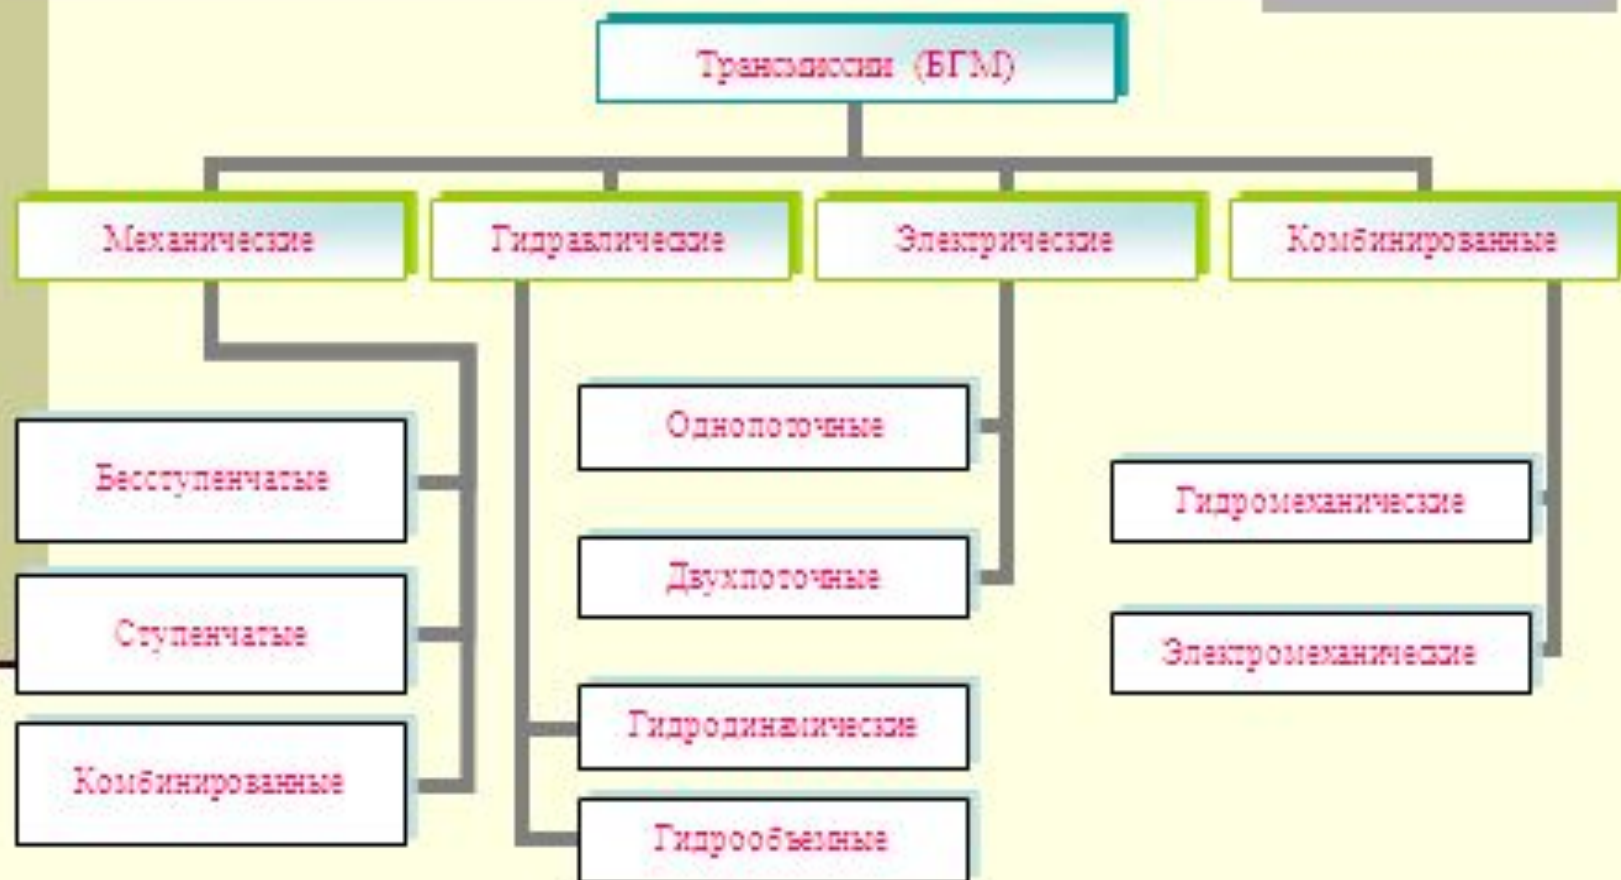 Трансмиссии (БГМ)
Механические
Гидравлические
Электрические
Комбинированные
Бесступенчатые
Ступенчатые
Комбинированные
Однопоточные
Двухпоточные
Гидродинамические
Гидрообъемные
Гидромеханические
Электромеханические